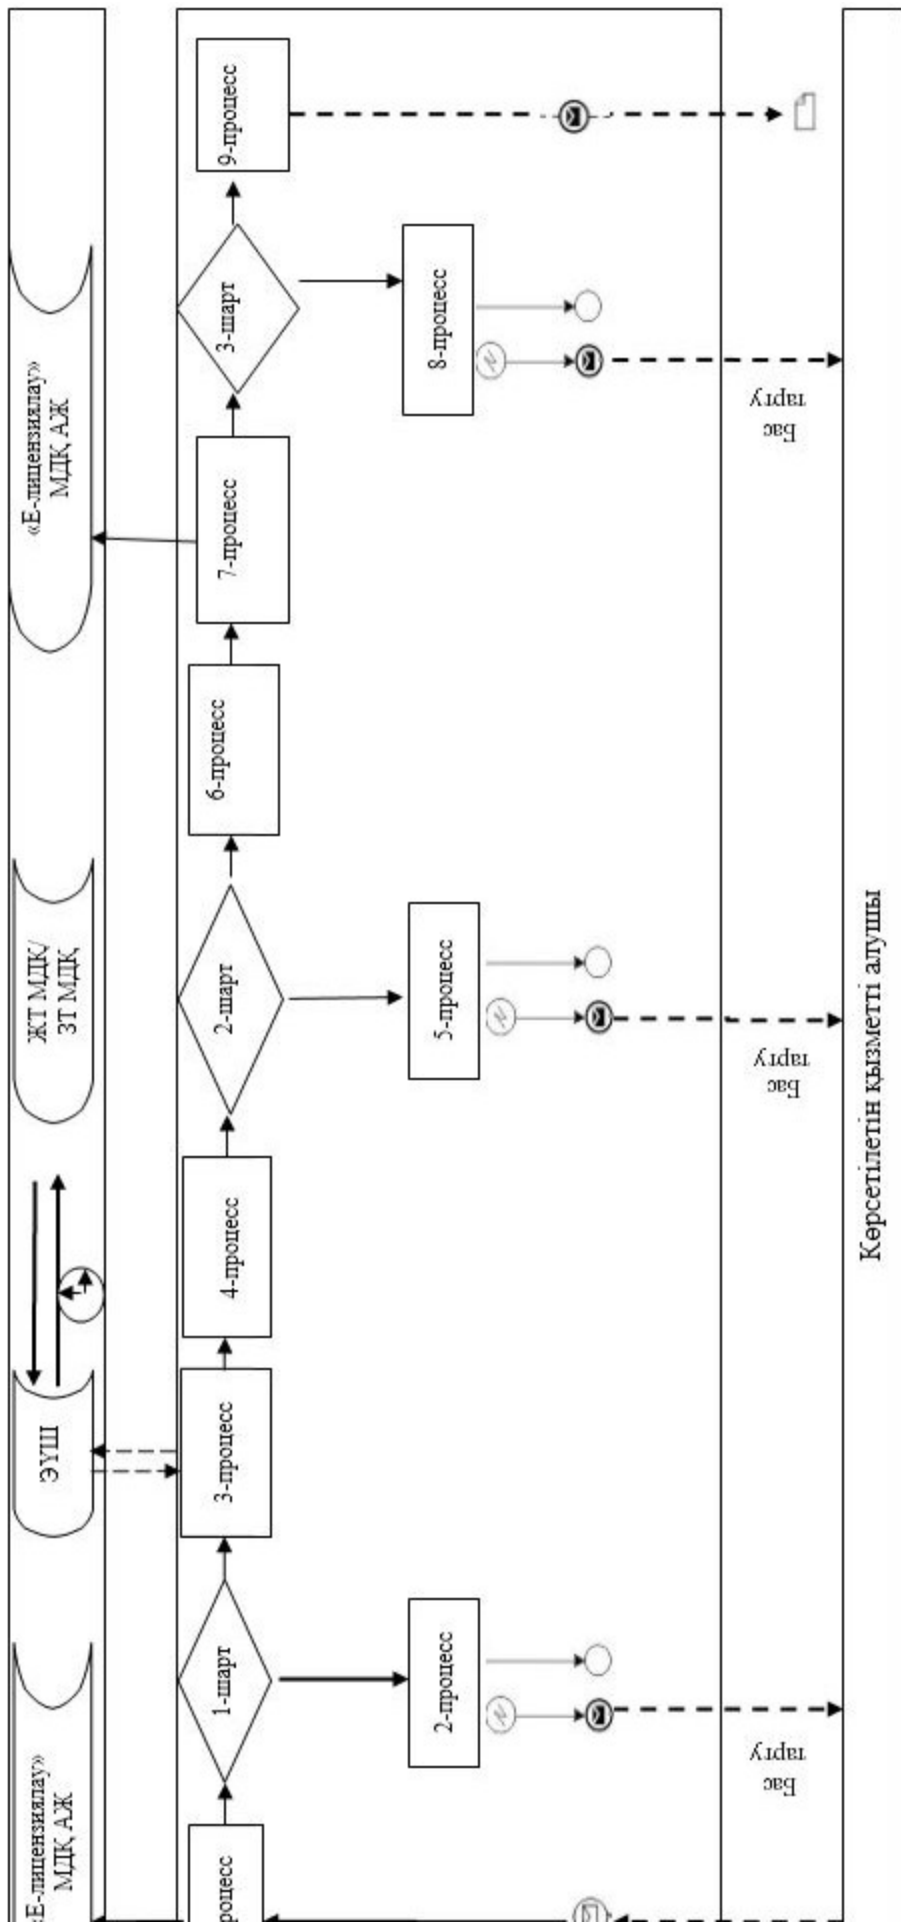 «Е-лицензиялау»
МДҚ АЖ
ЭҮШ
ЖТ МДҚ/
ЗТ МДҚ
«Е-лицензиялау»
МДҚ АЖ
роцесс
1-шарт
3-процесс
4-процесс
2-шарт
6-процесс
7-процесс
3-шарт
9-процесс
2-процесс
5-процесс
8-процесс
Бас
тарту
Бас
тарту
Бас
тарту
Көрсетілетін қызметті алушы